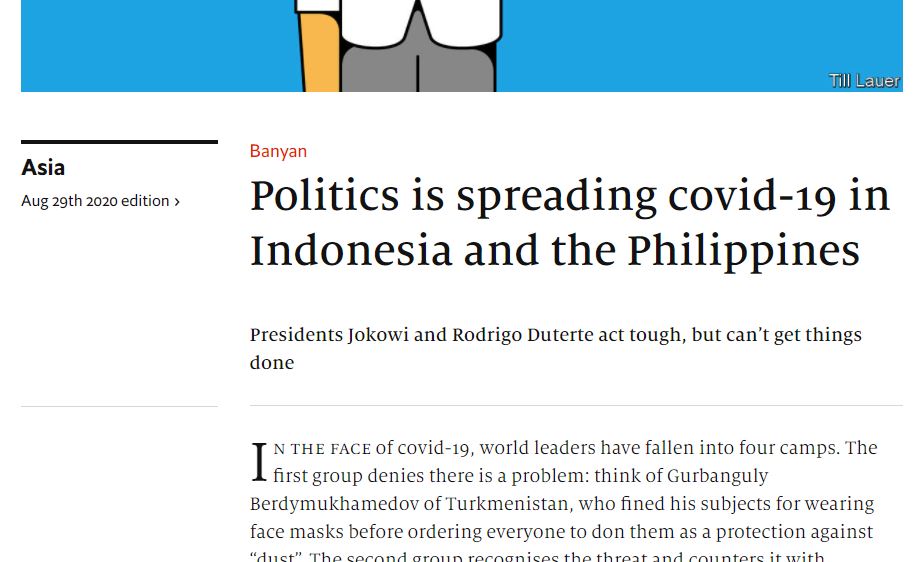 Till Lauer
Asia
Aug 29th 2020 edition ›
Banyan
Politics is spreading covid-19 in
Indonesia and the Philippines
Presidents Jokowi and Rodrigo Duterte act tough, but can’t get things
done
IN THE FACE of covid-19, world leaders have fallen into four camps. The
first group denies there is a problem: think of Gurbanguly
Berdymukhamedov of Turkmenistan, who fined his subjects for wearing
face masks before ordering everyone to don them as a protection against
“dust”. The second group recognises the threat and counters it with